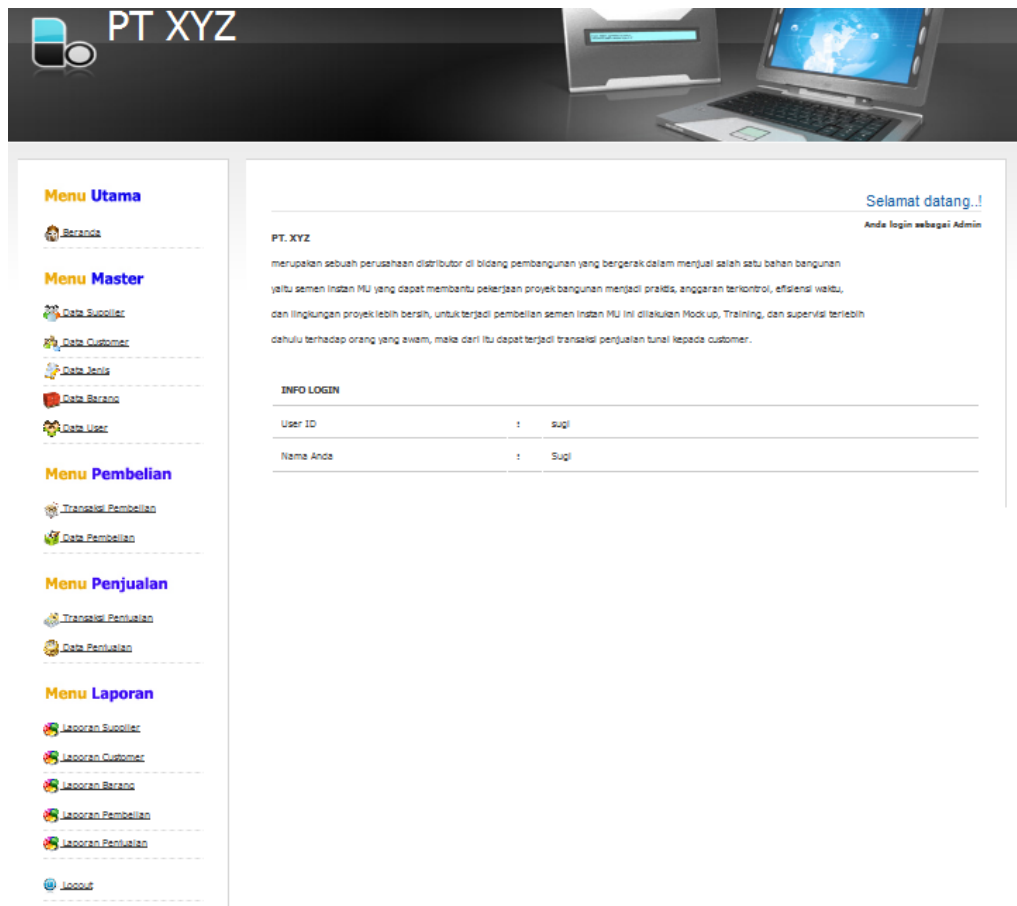 PT XYZ
Menu Utama
Beranda
Menu Master
Data Supplier
Data Customer
Data Jenis
Data Barang
Data User
Menu Pembelian
Transaksi Pembelian
Data Pembelian
Menu Penjualan
Transaksi Penjualan
Data Penjualan
Menu Laporan
Laporan Supplier
Laporan Customer
Laporan Barang
Laporan Pembelian
Laporan Penjualan
Logout
Selamat datang..!
Anda login sebagai Admin
PT. XYZ
merupakan sebuah perusahaan distributor di bidang pembangunan yang bergerak dalam menjual salah satu bahan bangunan
yaitu semen instan MU yang dapat membantu pekerjaan proyek bangunan menjadi praktis, anggaran terkontrol, efisiensi waktu,
dan lingkungan proyek lebih bersih, untuk terjadi pembelian semen instan MU ini dilakukan Mock up, Training, dan supervisi terlebih
dahulu terhadap orang yang awam, maka dari itu dapat terjadi transaksi penjualan tunai kepada customer.
INFO LOGIN
User ID : sugi
Nama Anda : Sugi